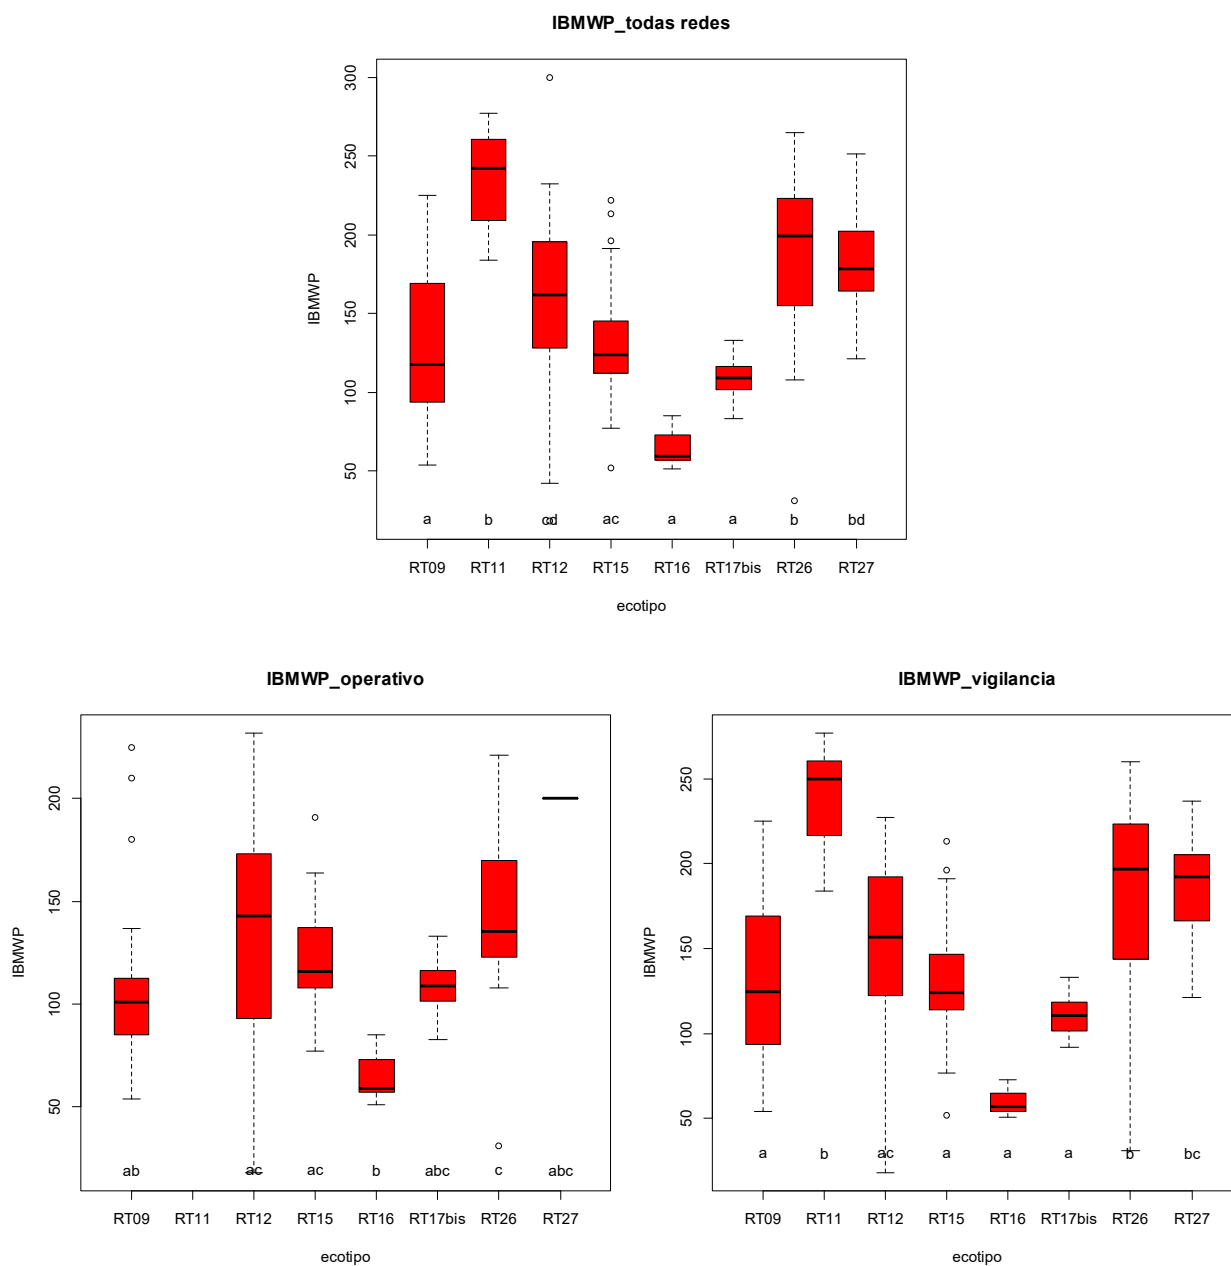 IBMWP_todas redes
300
250
200
150
100
50
IBMWP
a b cd ac a a b bd
RT09 RT11 RT12 RT15 RT16 RT17bis RT26 RT27
ecotipo
IBMWP_operativo
200
150
100
50
IBMWP
ab ac ac b abc c abc
RT09 RT11 RT12 RT15 RT16 RT17bis RT26 RT27
ecotipo
IBMWP_vigilancia
250
200
150
100
50
IBMWP
a b ac a a a b bc
RT09 RT11 RT12 RT15 RT16 RT17bis RT26 RT27
ecotipo